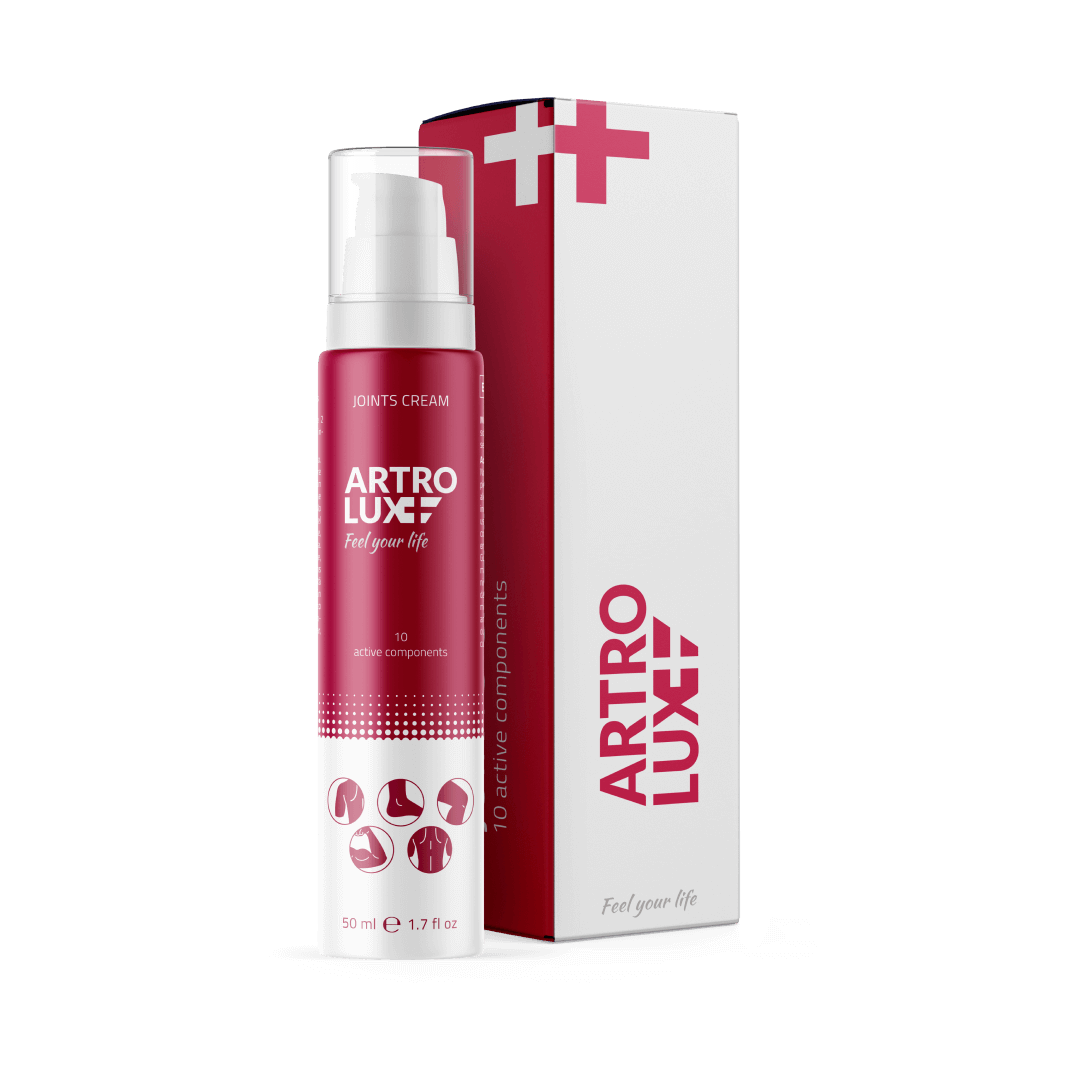 JOINTS CREAM
ARTRO
LUX
Feel your life
10
active components
50 ml ℮ 1.7 fl oz
10 active components
ARTRO
LUX
Feel your life